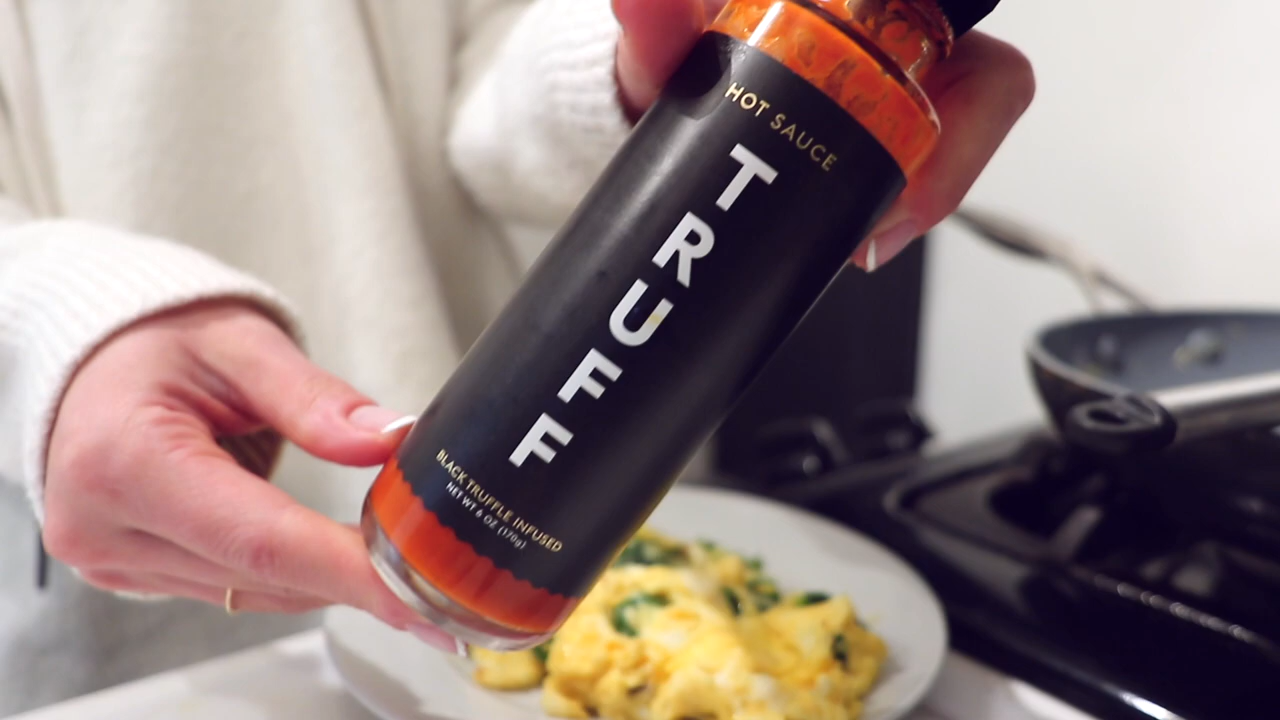 HOT SAUCE
TRUFF
BLACK TRUFFLE INFUSED
NET WT 6 OZ (170g)